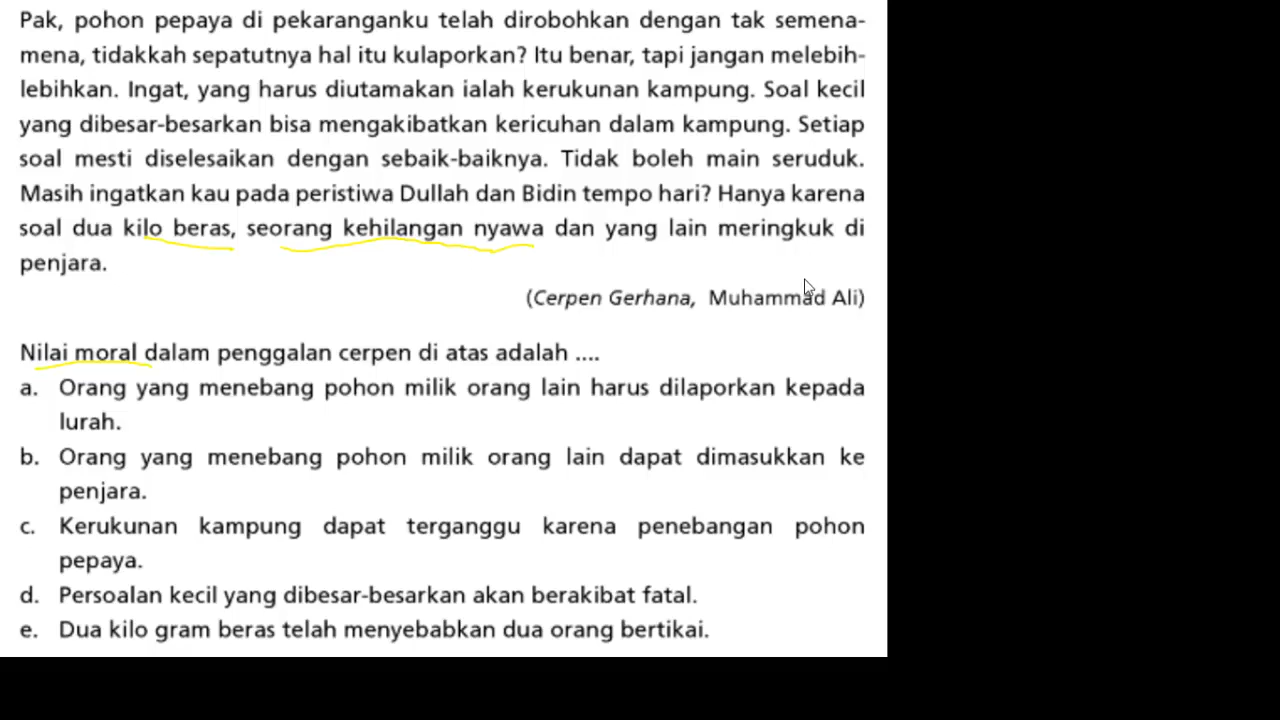 Pak, pohon pepaya di pekaranganku telah dirobohkan dengan tak semena-
mena, tidakkah sepatutnya hal itu kulaporkan? Itu benar, tapi jangan melebih-
lebihkan. Ingat, yang harus diutamakan ialah kerukunan kampung. Soal kecil
yang dibesar-besarkan bisa mengakibatkan kericuhan dalam kampung. Setiap
soal mesti diselesaikan dengan sebaik-baiknya. Tidak boleh main seruduk.
Masih ingatkan kau pada peristiwa Dullah dan Bidin tempo hari? Hanya karena
soal dua kilo beras, seorang kehilangan nyawa dan yang lain meringkuk di
penjara.
(Cerpen Gerhana, Muhammad Ali)
Nilai moral dalam penggalan cerpen di atas adalah ....
a. Orang yang menebang pohon milik orang lain harus dilaporkan kepada
lurah.
b. Orang yang menebang pohon milik orang lain dapat dimasukkan ke
penjara.
c. Kerukunan kampung dapat terganggu karena penebangan pohon
pepaya.
d. Persoalan kecil yang dibesar-besarkan akan berakibat fatal.
e. Dua kilo gram beras telah menyebabkan dua orang bertikai.